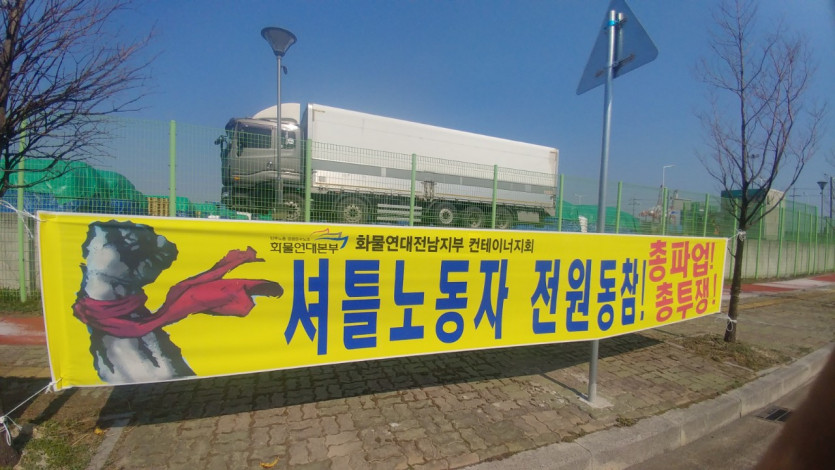 화물연대본부 화물연대전남지부 컨테이너지회
셔틀노동자 전원동참!
총파업!
총투쟁!